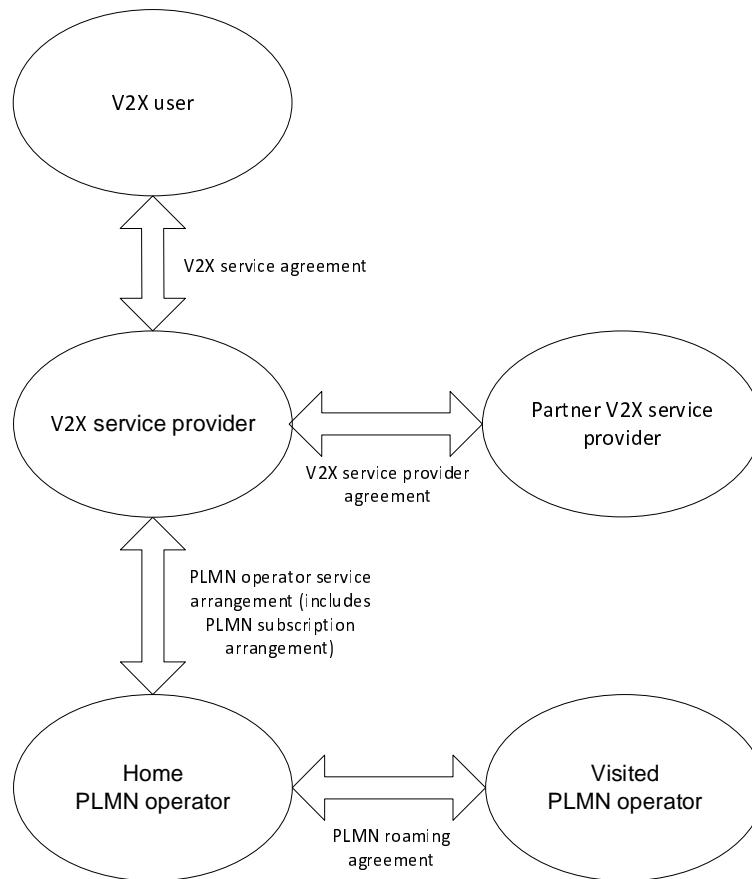 V2X user
V2X service agreement
V2X service provider
Partner V2X service
provider
V2X service provider
agreement
PLMN operator service
arrangement (includes
PLMN subscription
arrangement)
Home
PLMN operator
Visited
PLMN operator
PLMN roaming
agreement